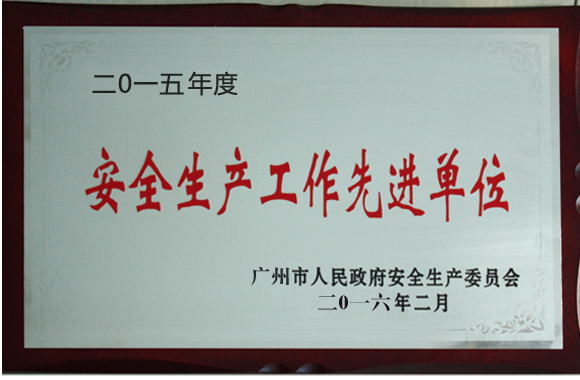 二0一五年度
安全生产工作先进单位
广州市人民政府安全生产委员会
二0一六年二月